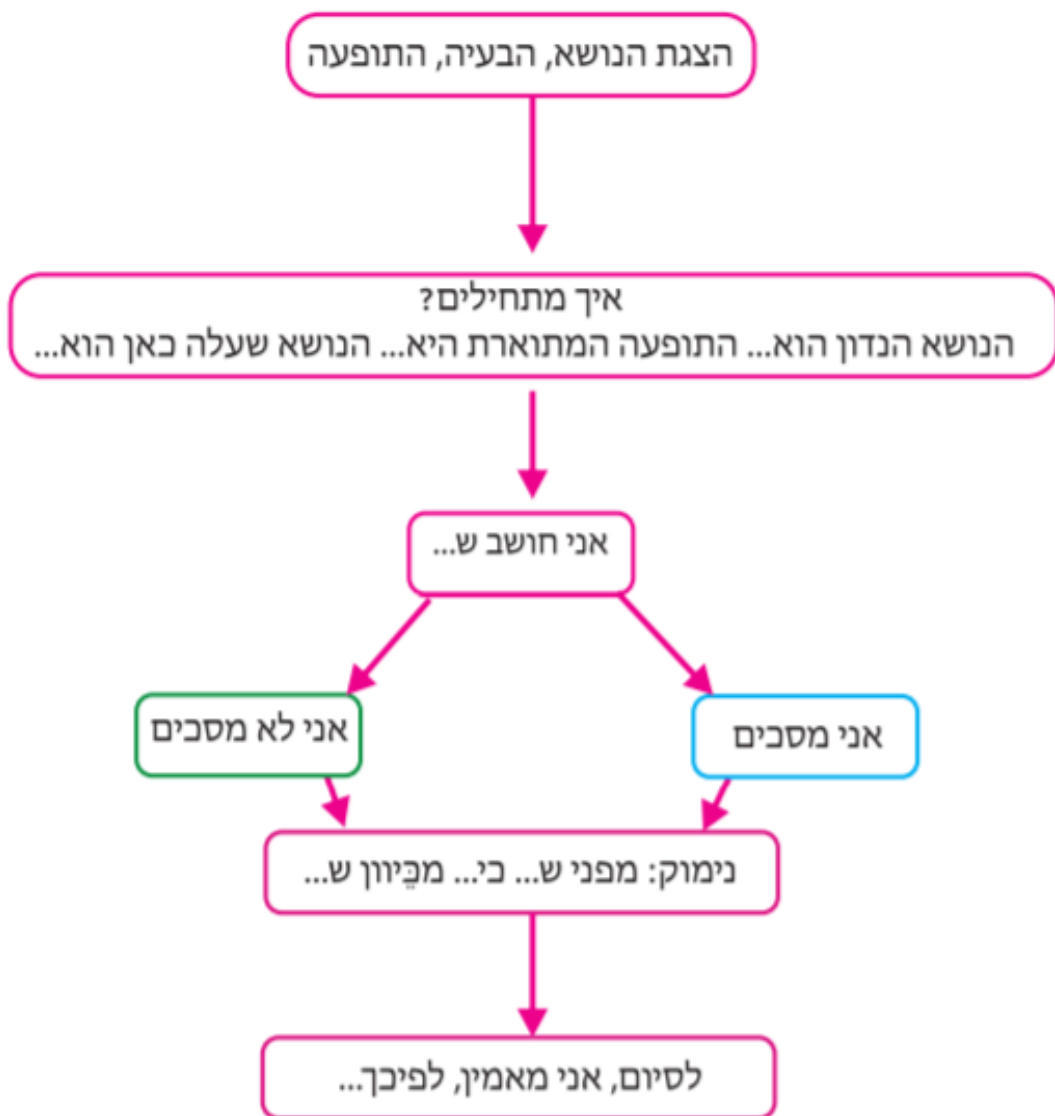 הצגת הנושא, הבעיה, התופעה
איך מתחילים?
הנושא הנדון הוא... התופעה המתוארת היא... הנושא שעלה כאן הוא...
אני חושב ש...
אני מסכים
אני לא מסכים
נימוק: מפני ש... כי... מכֵּיוון ש...
לסיום, אני מאמין, לפיכך...